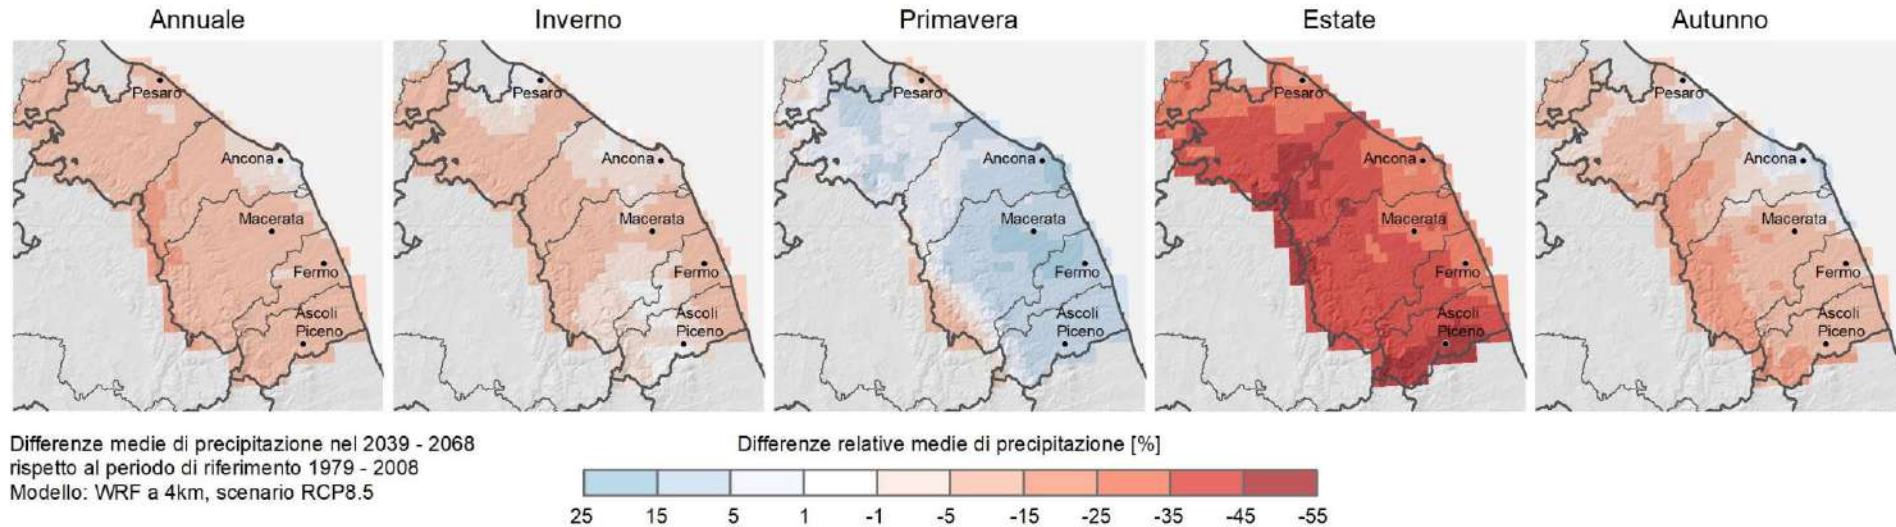 Annuale
Inverno
Primavera
Estate
Autunno
Pesaro
Ancona
Macerata
Fermo
Ascoli
Piceno
Pesaro
Ancona
Macerata
Fermo
Ascoli
Piceno
Pesaro
Ancona
Macerata
Fermo
Ascoli
Piceno
Pesaro
Ancona
Macerata
Fermo
Ascoli
Piceno
Pesaro
Ancona
Macerata
Fermo
Ascoli
Piceno
Differenze medie di precipitazione nel 2039 - 2068
rispetto al periodo di riferimento 1979 - 2008
Modello: WRF a 4km, scenario RCP8.5
Differenze relative medie di precipitazione [%]
25 15 5 1 -1 -5 -15 -25 -35 -45 -55